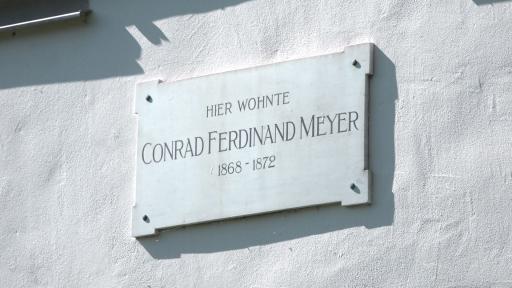 HIER WOHNTE
CONRAD FERDINAND MEYER
1868 - 1872